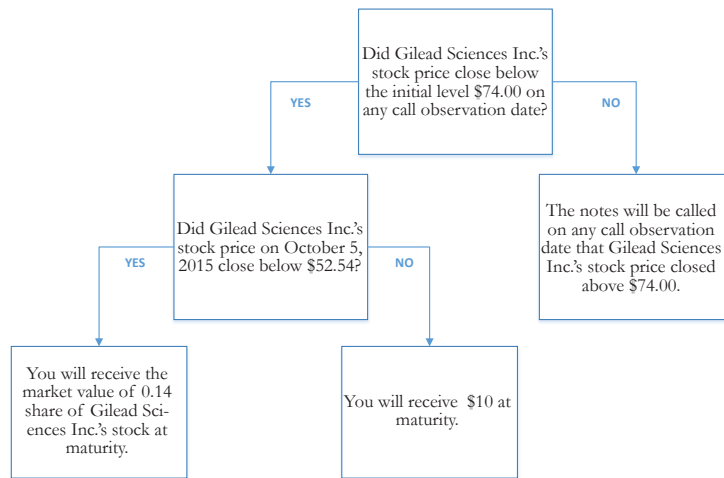 Did Gilead Sciences Inc.'s
stock price close below
the initial level $74.00 on
any call observation date?
YES
NO
Did Gilead Sciences Inc.'s
stock price on October 5,
2015 close below $52.54?
The notes will be called
on any call observation
date that Gilead Sciences
Inc.'s stock price closed
above $74.00.
YES
NO
You will receive the
market value of 0.14
share of Gilead Sci-
ences Inc.'s stock at
maturity.
You will receive $10 at
maturity.